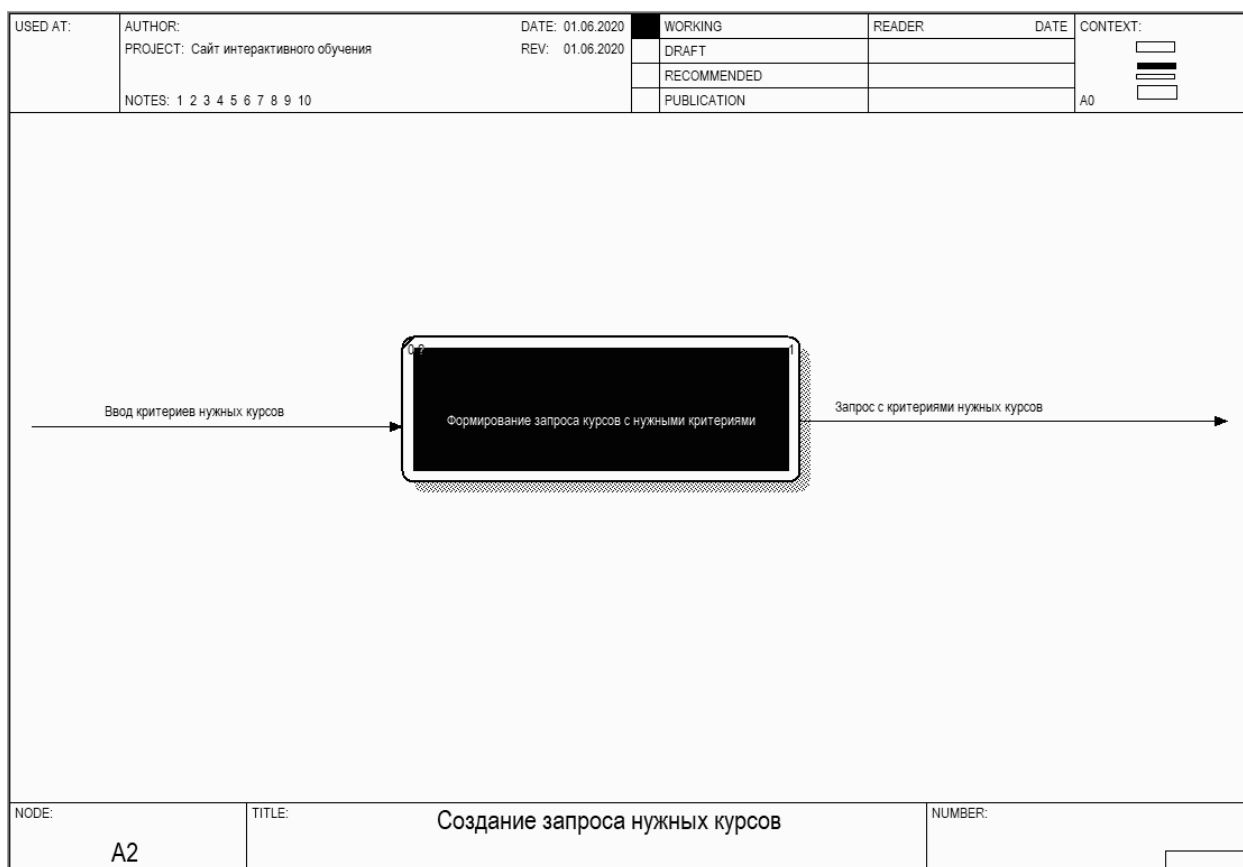 USED AT:
AUTHOR:
DATE: 01.06.2020
PROJECT: Сайт интерактивного обучения
REV: 01.06.2020
NOTES: 1 2 3 4 5 6 7 8 9 10
WORKING
DRAFT
RECOMMENDED
PUBLICATION
READER
DATE
CONTEXT:
A0
0 ?
1
Ввод критериев нужных курсов
Формирование запроса курсов с нужными критериями
Запрос с критериями нужных курсов
NODE:
A2
TITLE:
Создание запроса нужных курсов
NUMBER: